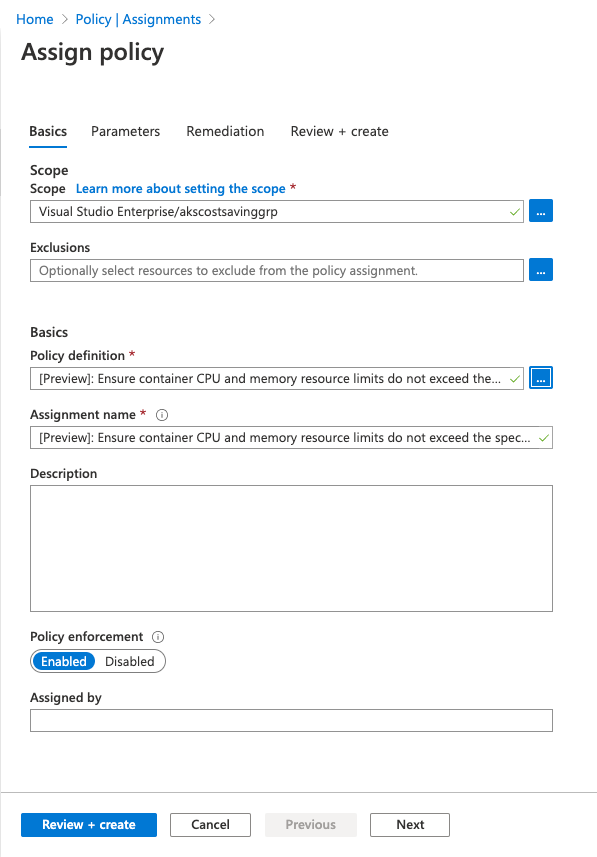 Home > Policy | Assignments >
Assign policy
Basics Parameters Remediation Review + create
Scope
Scope Learn more about setting the scope *
Visual Studio Enterprise/akscostsavinggrp
...
Exclusions
Optionally select resources to exclude from the policy assignment.
...
Basics
Policy definition *
[Preview]: Ensure container CPU and memory resource limits do not exceed the...
...
Assignment name *
[Preview]: Ensure container CPU and memory resource limits do not exceed the spec...
Description
Policy enforcement
Enabled Disabled
Assigned by
Review + create Cancel Previous Next